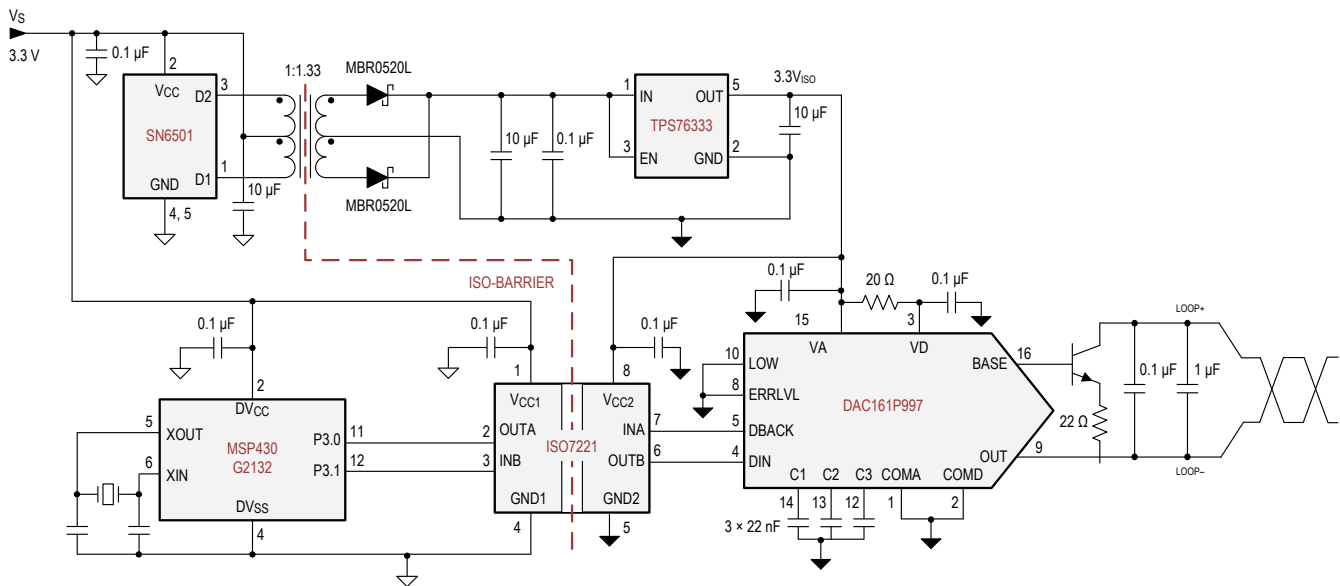 VS
3.3 V
0.1 µF
2
VCC
D2
3
SN6501
D1
1
GND
4, 5
10 µF
1:1.33
MBR0520L
MBR0520L
10 µF
0.1 µF
1
IN
OUT
5
TPS76333
3
EN
GND
2
3.3VISO
10 µF
ISO-BARRIER
0.1 µF
2
DVCC
5
XOUT
6
XIN
MSP430
G2132
P3.0
11
P3.1
12
DVSS
4
0.1 µF
1
VCC1
2
OUTA
3
INB
GND1
4
ISO7221
0.1 µF
8
VCC2
INA
7
OUTB
6
GND2
5
0.1 µF
20 Ω
0.1 µF
15
3
VA
VD
10
LOW
8
ERRLVL
5
DBACK
4
DIN
DAC161P997
BASE
16
OUT
9
C1
C2
C3
COMA
COMD
14
13
12
1
2
3 × 22 nF
22 Ω
0.1 µF
1 µF
LOOP+
LOOP–